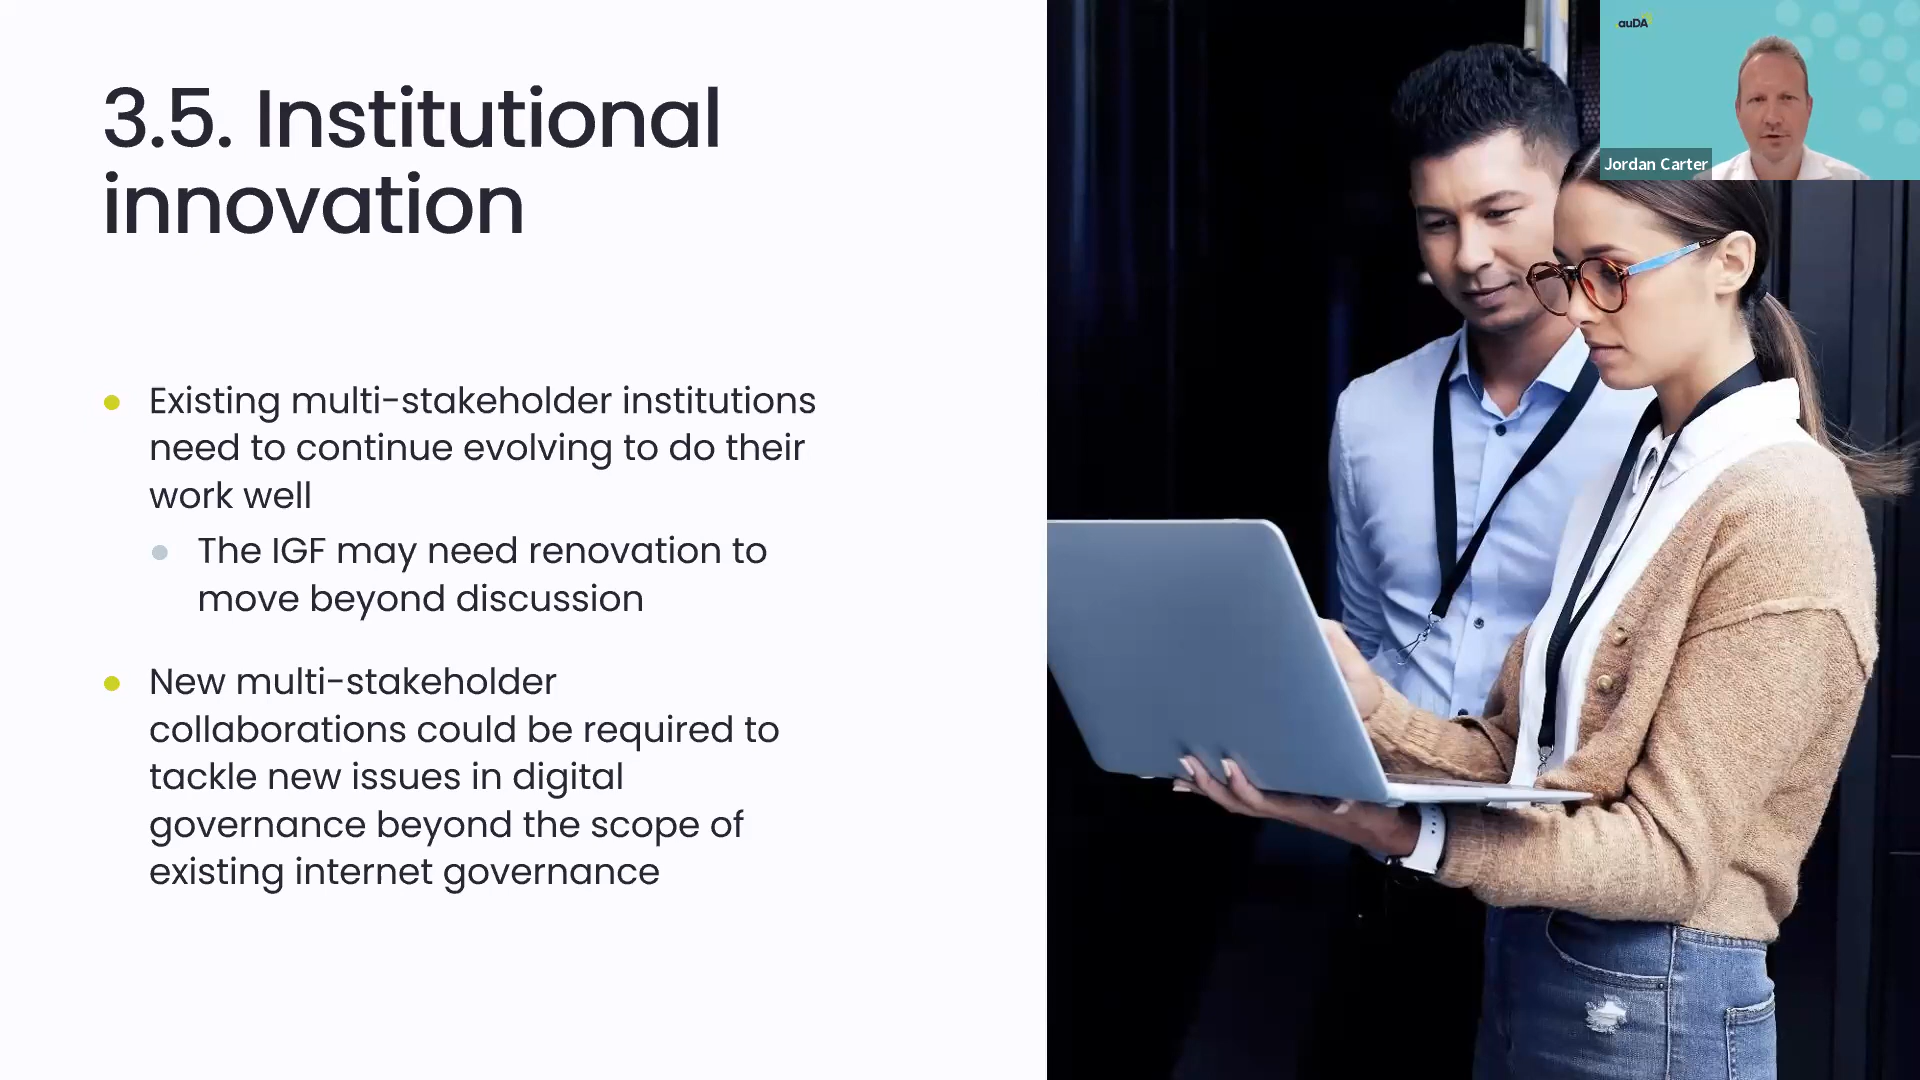 3.5. Institutional
innovation
Existing multi-stakeholder institutions
need to continue evolving to do their
work well
The IGF may need renovation to
move beyond discussion
New multi-stakeholder
collaborations could be required to
tackle new issues in digital
governance beyond the scope of
existing internet governance
auDA
Jordan Carter